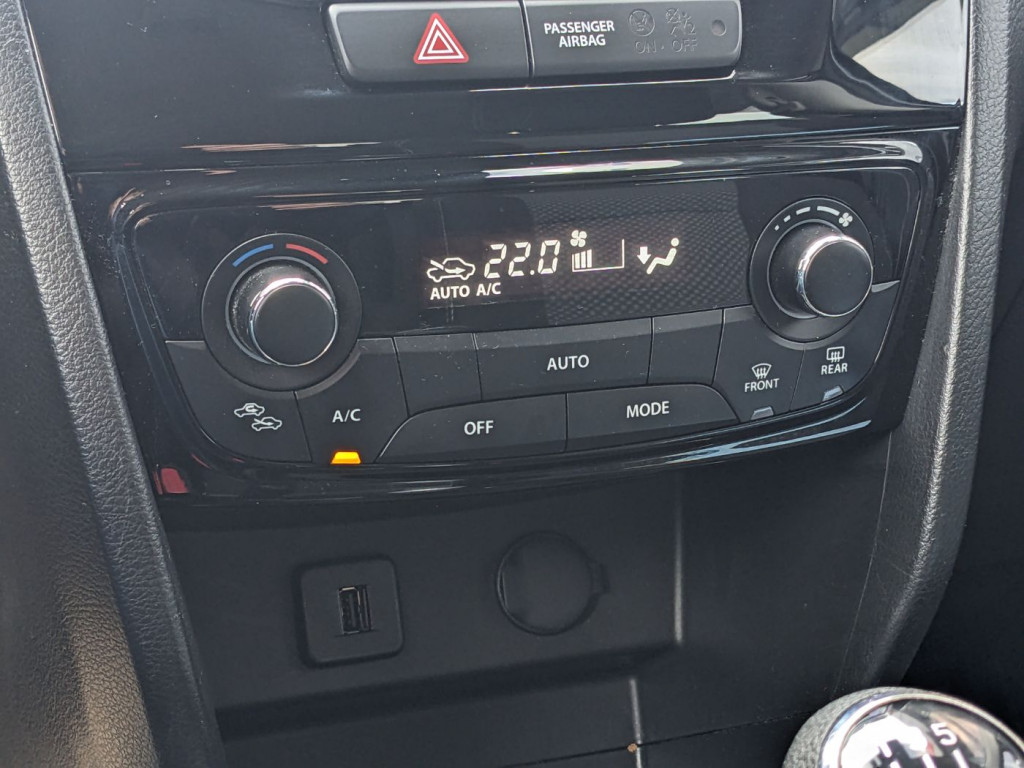 PASSENGER
AIRBAG
ON · OFF
22.0
AUTO A/C
AUTO
A/C
OFF
MODE
FRONT
REAR
5